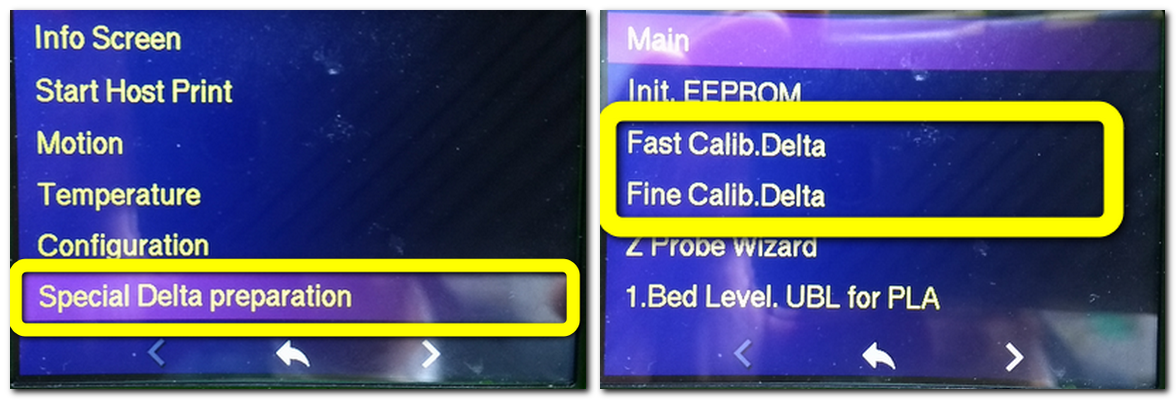 Info Screen
Start Host Print
Motion
Temperature
Configuration
Special Delta preparation
Main
Init. EEPROM
Fast Calib.Delta
Fine Calib.Delta
Z Probe Wizard
1.Bed Level. UBL for PLA